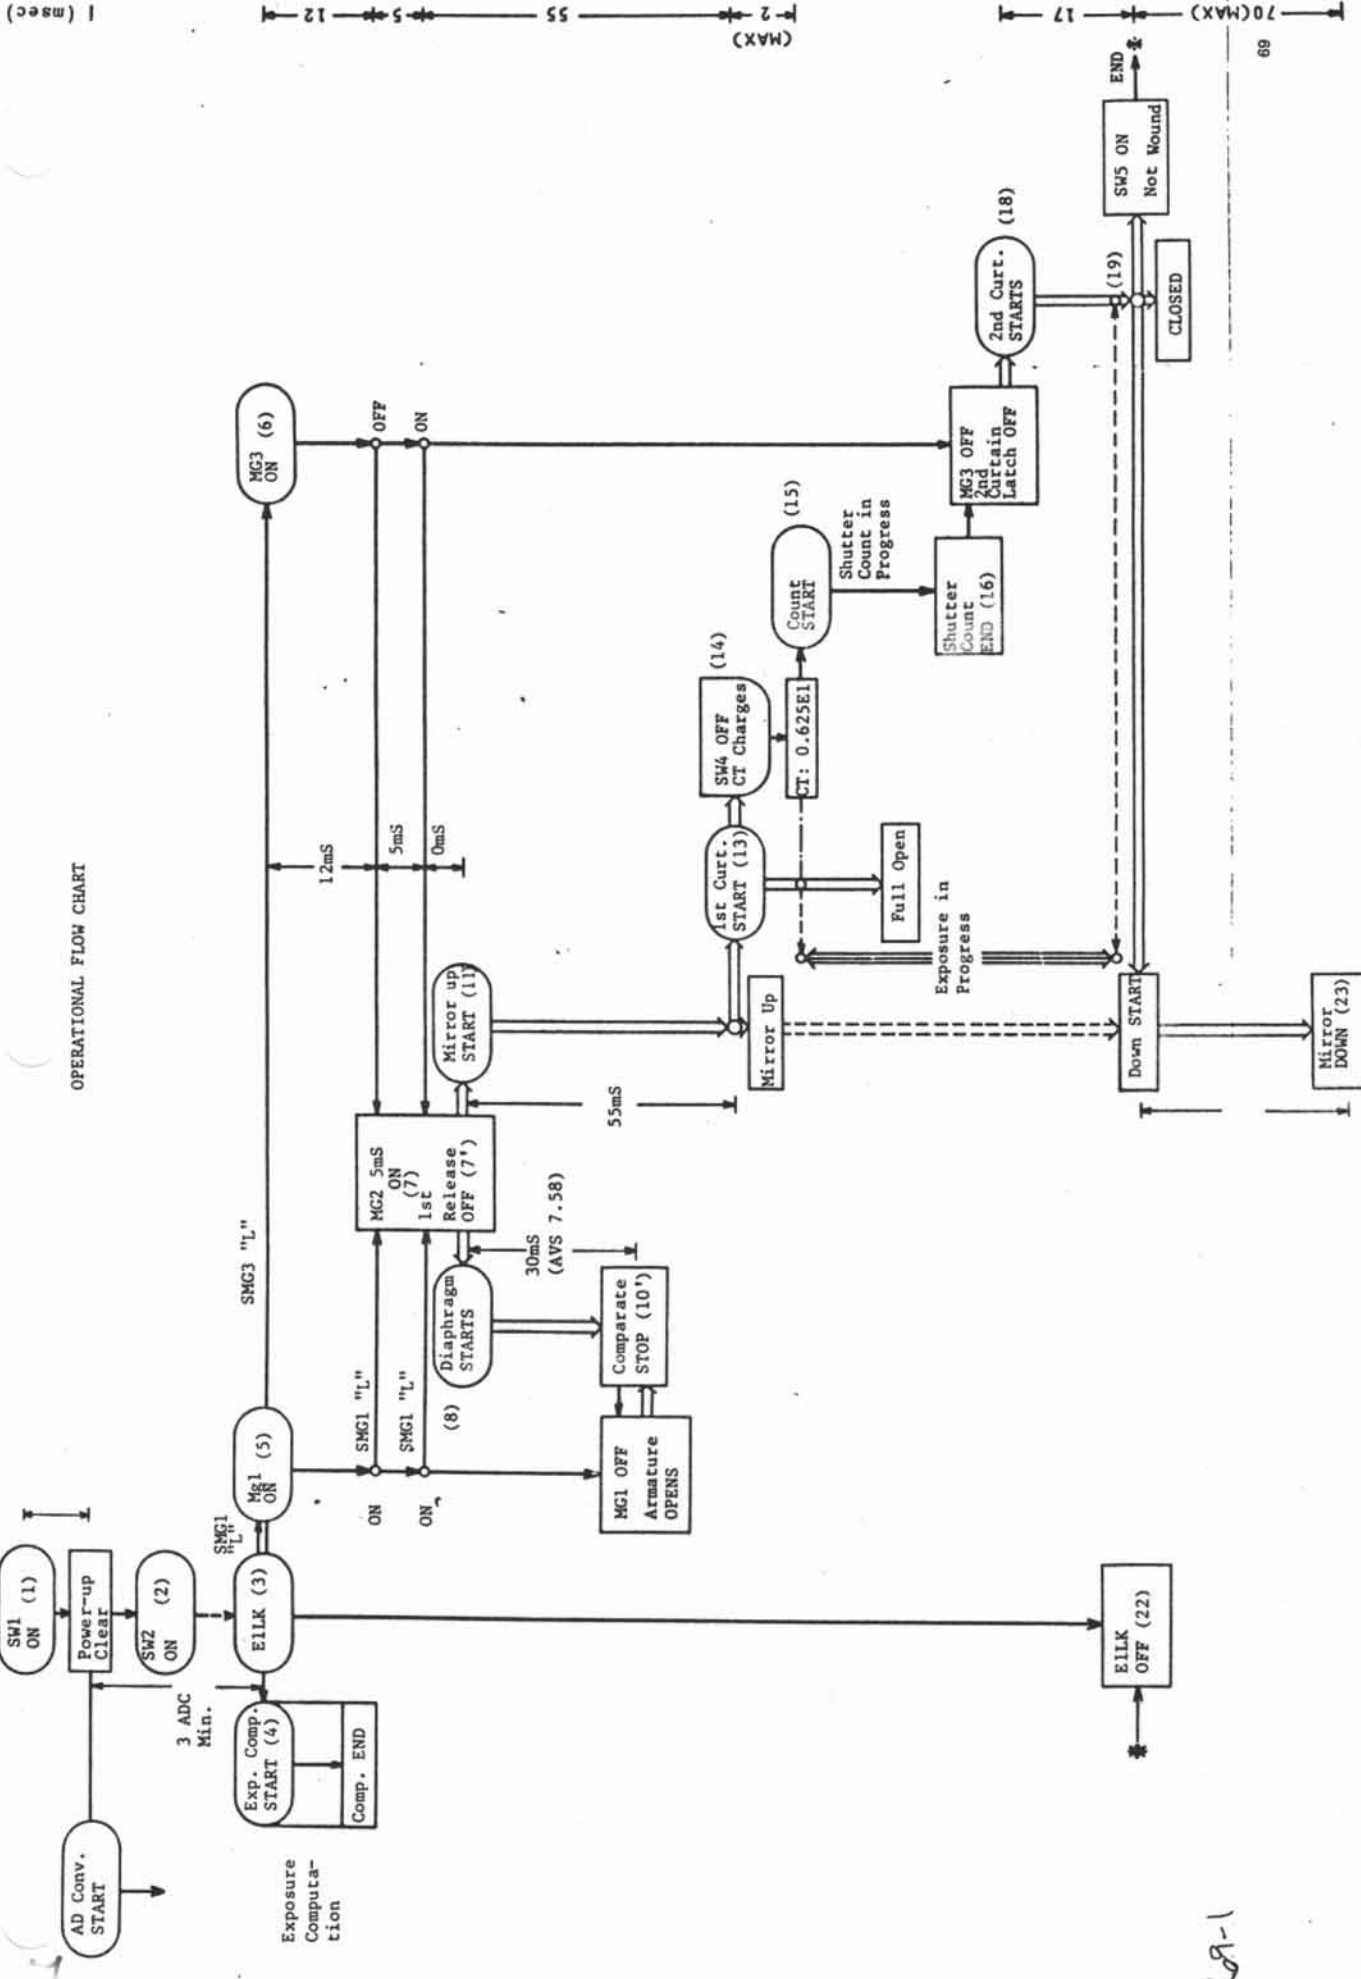 OPERATIONAL FLOW CHART
SW1 (1)
ON
Power-up
Clear
AD Conv.
START
SW2 (2)
ON
3 ADC
Min.
E1LK (3)
Exp. Comp.
START (4)
Comp. END
Exposure
Computa-
tion
SMG1
"L"
Mg1 (5)
ON
SMG3 "L"
MG3 (6)
ON
OFF
ON
12mS
5mS
0mS
ON
SMG1 "L"
ON
SMG1 "L"
MG2 5mS
ON
(7)
1st
Release
OFF (7')
(8)
Diaphragm
STARTS
Mirror up
START (11)
30mS
(AVS 7.58)
55mS
Comparate
STOP (10')
MG1 OFF
Armature
OPENS
1st Curt.
START (13)
SW4 OFF
CT Charges
(14)
Mirror Up
CT: 0.625E1
Count
START
(15)
Shutter
Count in
Progress
Full Open
Exposure in
Progress
Shutter
Count
END (16)
MG3 OFF
2nd
Curtain
Latch OFF
2nd Curt.
STARTS
(18)
(19)
CLOSED
SW5 ON
Not Wound
END
*
Down START
Mirror
DOWN (23)
*
E1LK
OFF (22)
1 (msec)
12
5
55
2
(MAX)
17
70(MAX)
69
69-1